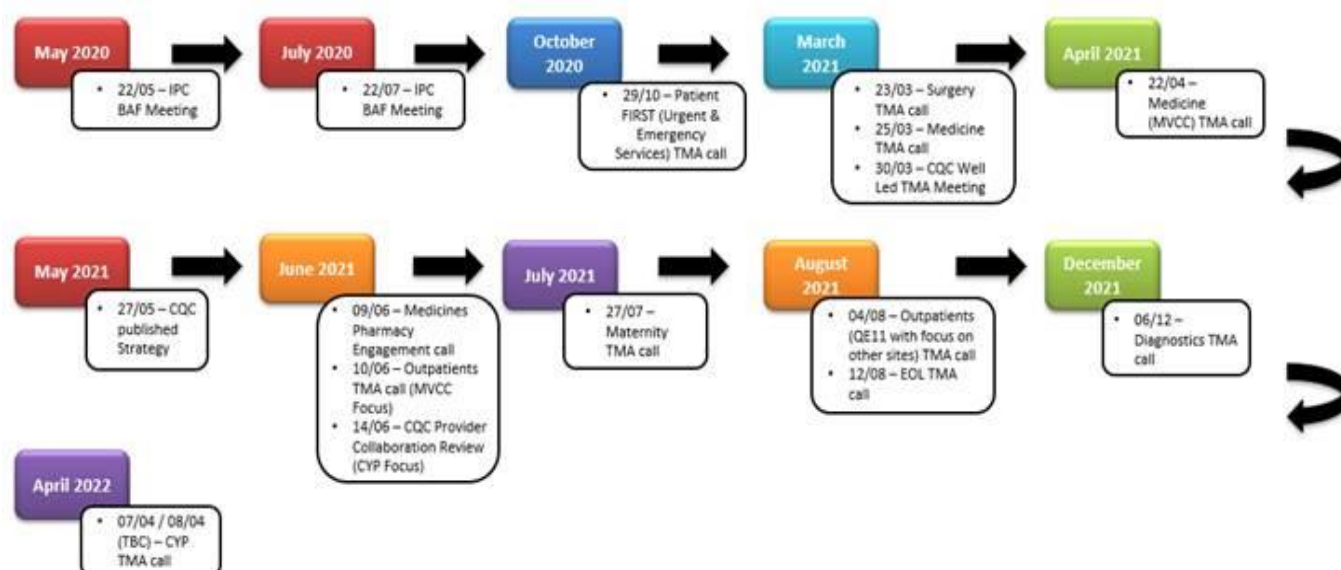 May 2020
• 22/05 – IPC
BAF Meeting
July 2020
• 22/07 – IPC
BAF Meeting
October
2020
• 29/10 – Patient
FIRST (Urgent &
Emergency
Services) TMA call
March
2021
• 23/03 – Surgery
TMA call
• 25/03 – Medicine
TMA call
• 30/03 – CQC Well
Led TMA Meeting
April 2021
• 22/04 –
Medicine
(MVCC) TMA call
May 2021
• 27/05 – CQC
published
Strategy
June 2021
• 09/06 – Medicines
Pharmacy
Engagement call
• 10/06 – Outpatients
TMA call (MVCC
Focus)
• 14/06 – CQC Provider
Collaboration Review
(CYP Focus)
July 2021
• 27/07 –
Maternity
TMA call
August
2021
• 04/08 – Outpatients
(QE11 with focus on
other sites) TMA call
• 12/08 – EOL TMA
call
December
2021
• 06/12 –
Diagnostics TMA
call
April 2022
• 07/04 / 08/04
(TBC) – CYP
TMA call